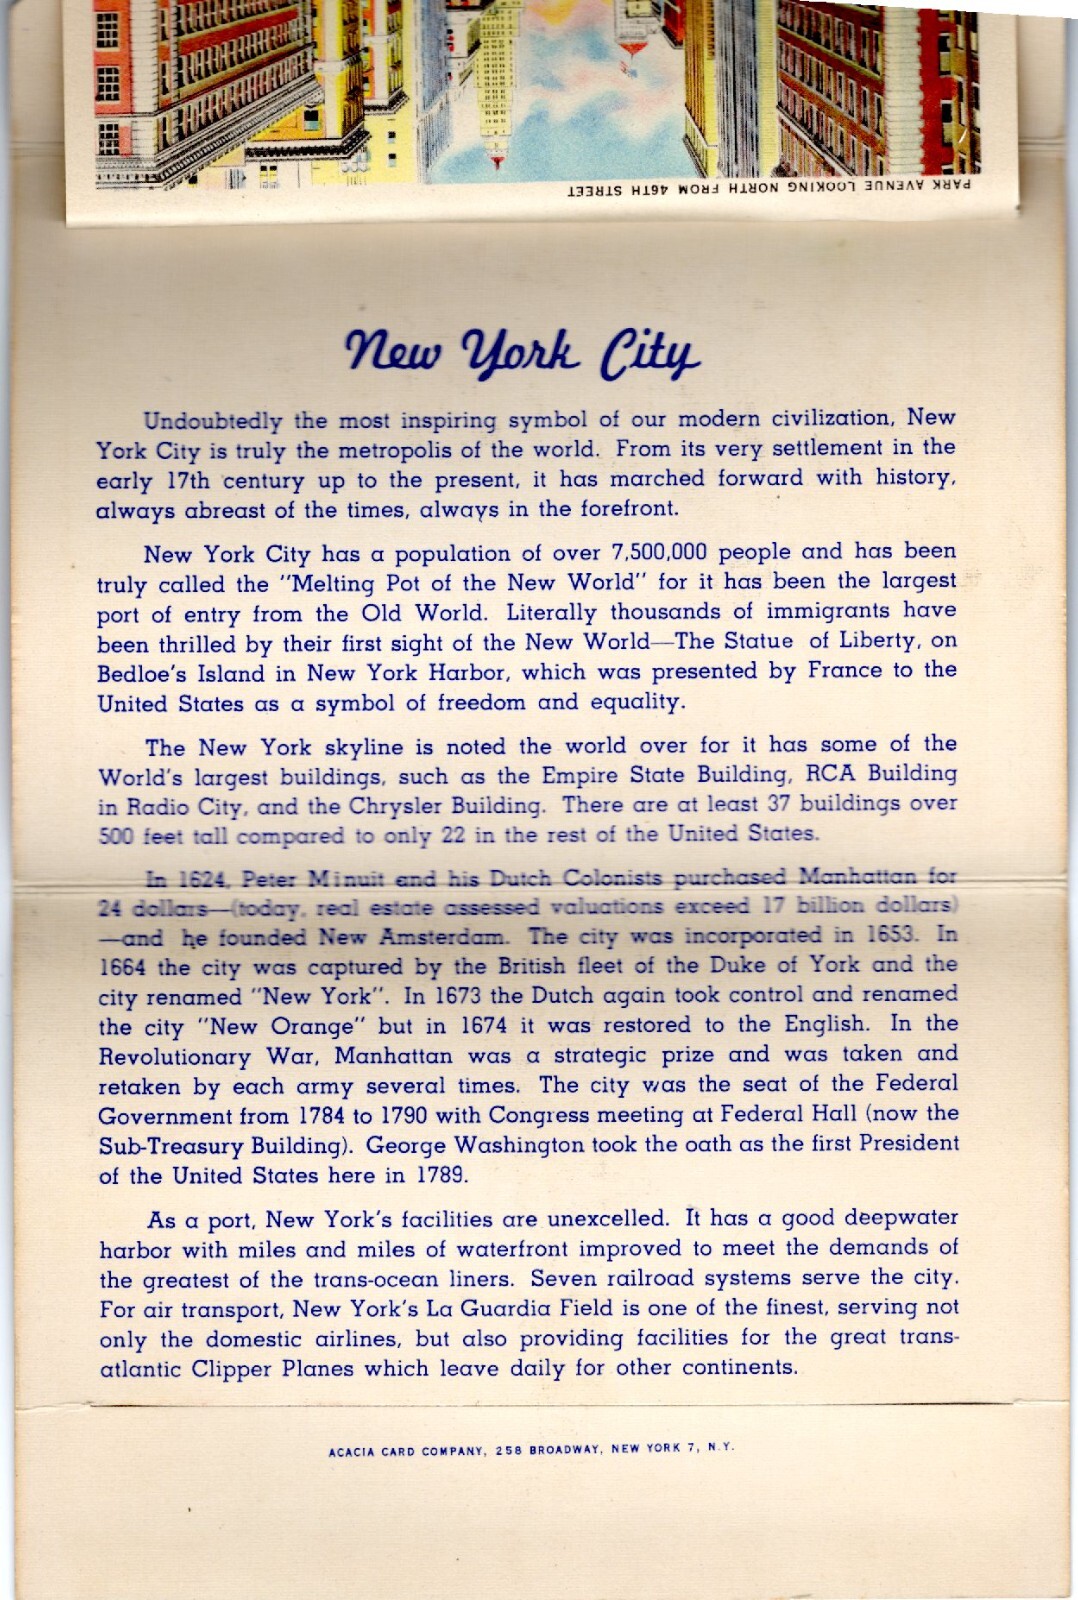 PARK AVENUE LOOKING NORTH FROM 46TH STREET
New York City
Undoubtedly the most inspiring symbol of our modern civilization, New
York City is truly the metropolis of the world. From its very settlement in the
early 17th century up to the present, it has marched forward with history,
always abreast of the times, always in the forefront.
New York City has a population of over 7,500,000 people and has been
truly called the "Melting Pot of the New World" for it has been the largest
port of entry from the Old World. Literally thousands of immigrants have
been thrilled by their first sight of the New World—The Statue of Liberty, on
Bedloe's Island in New York Harbor, which was presented by France to the
United States as a symbol of freedom and equality.
The New York skyline is noted the world over for it has some of the
World's largest buildings, such as the Empire State Building, RCA Building
in Radio City, and the Chrysler Building. There are at least 37 buildings over
500 feet tall compared to only 22 in the rest of the United States.
In 1624, Peter Minuit and his Dutch Colonists purchased Manhattan for
24 dollars—(today, real estate assessed valuations exceed 17 billion dollars)
—and he founded New Amsterdam. The city was incorporated in 1653. In
1664 the city was captured by the British fleet of the Duke of York and the
city renamed "New York". In 1673 the Dutch again took control and renamed
the city "New Orange" but in 1674 it was restored to the English. In the
Revolutionary War, Manhattan was a strategic prize and was taken and
retaken by each army several times. The city was the seat of the Federal
Government from 1784 to 1790 with Congress meeting at Federal Hall (now the
Sub-Treasury Building). George Washington took the oath as the first President
of the United States here in 1789.
As a port, New York's facilities are unexcelled. It has a good deepwater
harbor with miles and miles of waterfront improved to meet the demands of
the greatest of the trans-ocean liners. Seven railroad systems serve the city.
For air transport, New York's La Guardia Field is one of the finest, serving not
only the domestic airlines, but also providing facilities for the great trans-
atlantic Clipper Planes which leave daily for other continents.
ACACIA CARD COMPANY, 258 BROADWAY, NEW YORK 7, N.Y.